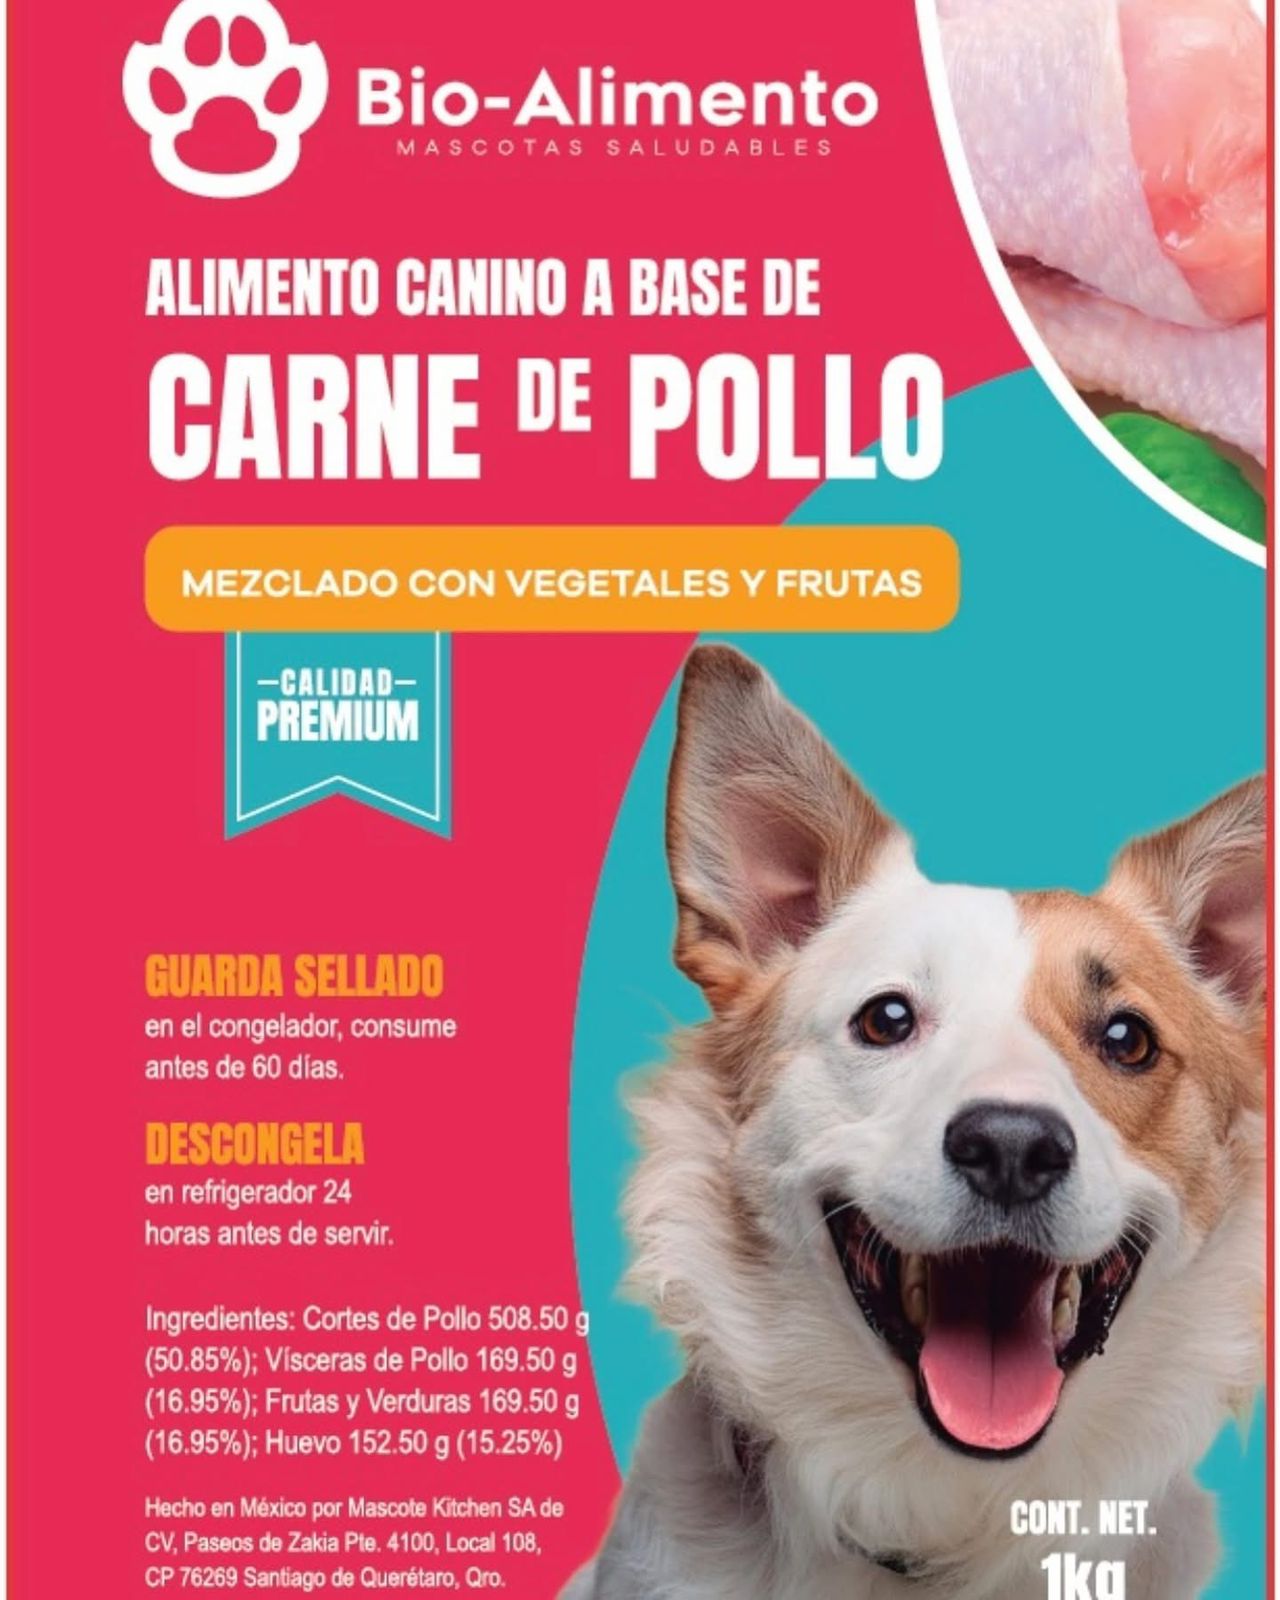 Bio-Alimento
MASCOTAS SALUDABLES
ALIMENTO CANINO A BASE DE
CARNE DE POLLO
MEZCLADO CON VEGETALES Y FRUTAS
—CALIDAD—
PREMIUM
GUARDA SELLADO
en el congelador, consume
antes de 60 días.
DESCONGELA
en refrigerador 24
horas antes de servir.
Ingredientes: Cortes de Pollo 508.50 g
(50.85%); Vísceras de Pollo 169.50 g
(16.95%); Frutas y Verduras 169.50 g
(16.95%); Huevo 152.50 g (15.25%)
Hecho en México por Mascote Kitchen SA de
CV, Paseos de Zakia Pte. 4100, Local 108,
CP 76269 Santiago de Querétaro, Qro.
CONT. NET.
1kg